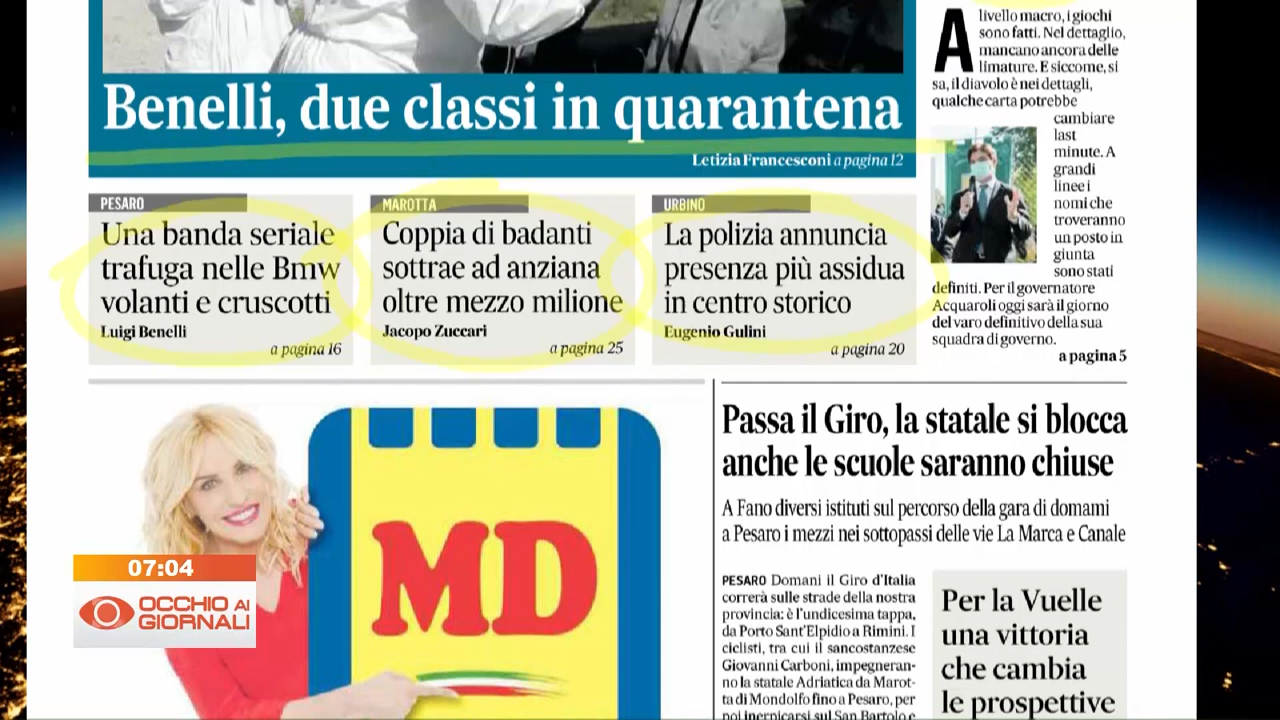 Benelli, due classi in quarantena
Letizia Francesconi a pagina 12
PESARO
Una banda seriale
trafuga nelle Bmw
volanti e cruscotti
Luigi Benelli
a pagina 16
MAROTTA
Coppia di badanti
sottrae ad anziana
oltre mezzo milione
Jacopo Zuccari
a pagina 25
URBINO
La polizia annuncia
presenza più assidua
in centro storico
Eugenio Gulini
a pagina 20
A livello macro, i giochi
sono fatti. Nel dettaglio,
mancano ancora delle
limature. E siccome, si
sa, il diavolo è nei dettagli,
qualche carta potrebbe
cambiare
last
minute. A
grandi
linee i
nomi che
troveranno
un posto in
giunta
sono stati
definiti. Per il governatore
Acquaroli oggi sarà il giorno
del varo definitivo della sua
squadra di governo.
a pagina 5
MD
07:04
OCCHIO AI
GIORNALI
Passa il Giro, la statale si blocca
anche le scuole saranno chiuse
A Fano diversi istituti sul percorso della gara di domani
a Pesaro i mezzi nei sottopassi delle vie La Marca e Canale
PESARO Domani il Giro d'Italia
correrà sulle strade della nostra
provincia: è l'undicesima tappa,
da Porto Sant'Elpidio a Rimini. I
ciclisti, tra cui il sancostanzese
Giovanni Carboni, impegneran-
no la statale Adriatica da Marot-
ta di Mondolfo fino a Pesaro, per
poi inerpicarsi sul San Bartolo e
Per la Vuelle
una vittoria
che cambia
le prospettive